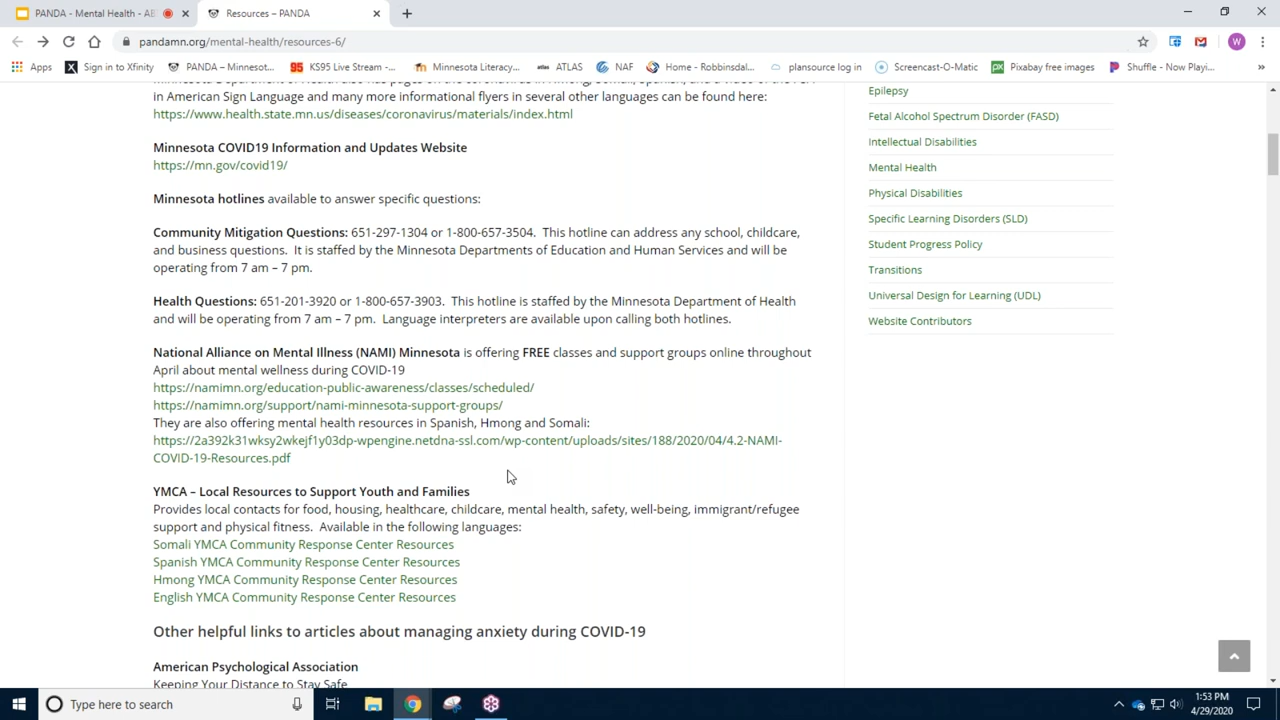 PANDA - Mental Health - AB
Resources – PANDA
pandamn.org/mental-health/resources-6/
W
Apps
Sign in to Xfinity
PANDA – Minnesot...
KS95 Live Stream -...
Minnesota Literacy...
ATLAS
NAF
Home - Robbinsdal...
plansource log in
Screencast-O-Matic
Pixabay free images
Shuffle - Now Playi...
in American Sign Language and many more informational flyers in several other languages can be found here:
https://www.health.state.mn.us/diseases/coronavirus/materials/index.html
Minnesota COVID19 Information and Updates Website
https://mn.gov/covid19/
Minnesota hotlines available to answer specific questions:
Community Mitigation Questions: 651-297-1304 or 1-800-657-3504. This hotline can address any school, childcare,
and business questions. It is staffed by the Minnesota Departments of Education and Human Services and will be
operating from 7 am – 7 pm.
Health Questions: 651-201-3920 or 1-800-657-3903. This hotline is staffed by the Minnesota Department of Health
and will be operating from 7 am – 7 pm. Language interpreters are available upon calling both hotlines.
National Alliance on Mental Illness (NAMI) Minnesota is offering FREE classes and support groups online throughout
April about mental wellness during COVID-19
https://namimn.org/education-public-awareness/classes/scheduled/
https://namimn.org/support/nami-minnesota-support-groups/
They are also offering mental health resources in Spanish, Hmong and Somali:
https://2a392k31wksy2wkejf1y03dp-wpengine.netdna-ssl.com/wp-content/uploads/sites/188/2020/04/4.2-NAMI-
COVID-19-Resources.pdf
YMCA – Local Resources to Support Youth and Families
Provides local contacts for food, housing, healthcare, childcare, mental health, safety, well-being, immigrant/refugee
support and physical fitness. Available in the following languages:
Somali YMCA Community Response Center Resources
Spanish YMCA Community Response Center Resources
Hmong YMCA Community Response Center Resources
English YMCA Community Response Center Resources
Other helpful links to articles about managing anxiety during COVID-19
American Psychological Association
Keeping Your Distance to Stay Safe
Epilepsy
Fetal Alcohol Spectrum Disorder (FASD)
Intellectual Disabilities
Mental Health
Physical Disabilities
Specific Learning Disorders (SLD)
Student Progress Policy
Transitions
Universal Design for Learning (UDL)
Website Contributors
Type here to search
1:53 PM
4/29/2020